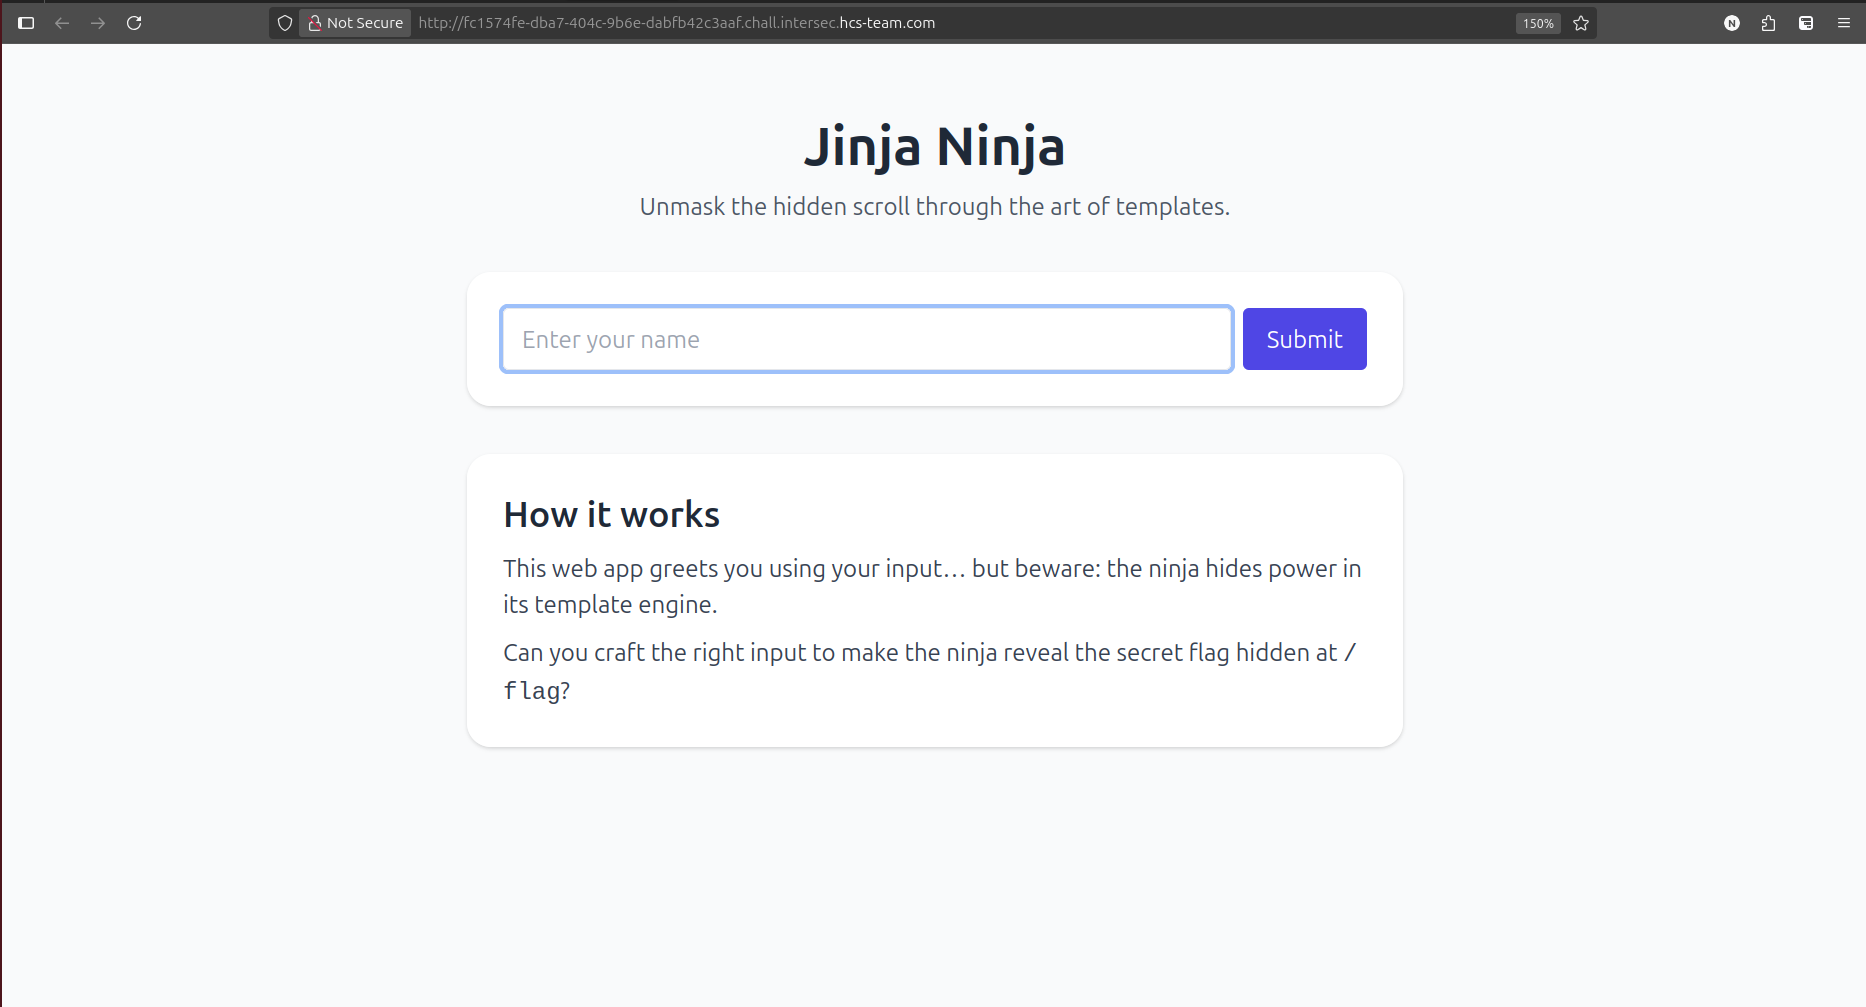 Not Secure http://fc1574fe-dba7-404c-9b6e-dabfb42c3aaf.chall.intersec.hcs-team.com 150% N
Jinja Ninja
Unmask the hidden scroll through the art of templates.
Enter your name Submit
How it works
This web app greets you using your input… but beware: the ninja hides power in
its template engine.
Can you craft the right input to make the ninja reveal the secret flag hidden at /
flag?